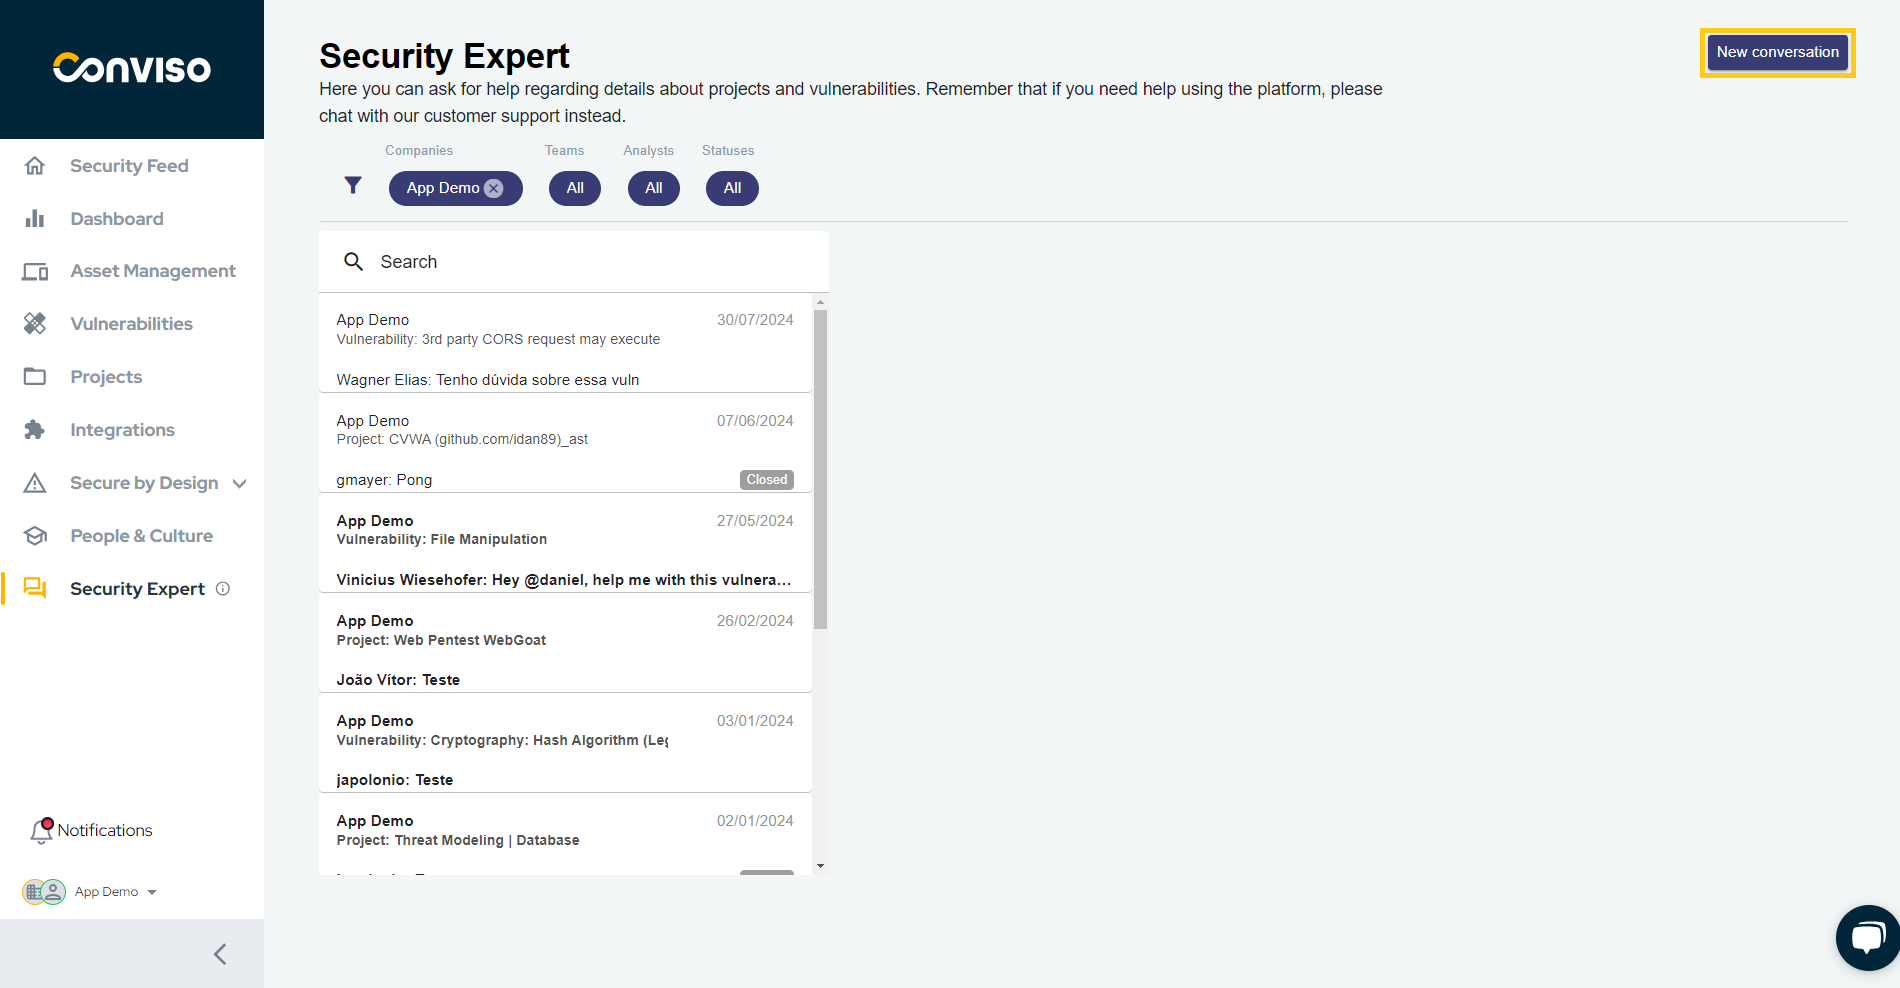 Conviso
Security Feed
Dashboard
Asset Management
Vulnerabilities
Projects
Integrations
Secure by Design
People & Culture
Security Expert
Notifications
App Demo
Security Expert
New conversation
Here you can ask for help regarding details about projects and vulnerabilities. Remember that if you need help using the platform, please
chat with our customer support instead.
Companies Teams Analysts Statuses
App Demo All All All
Search
App Demo 30/07/2024
Vulnerability: 3rd party CORS request may execute
Wagner Elias: Tenho dúvida sobre essa vuln
App Demo 07/06/2024
Project: CVWA (github.com/idan89)_ast
gmayer: Pong Closed
App Demo 27/05/2024
Vulnerability: File Manipulation
Vinicius Wiesehofer: Hey @daniel, help me with this vulnera...
App Demo 26/02/2024
Project: Web Pentest WebGoat
João Vítor: Teste
App Demo 03/01/2024
Vulnerability: Cryptography: Hash Algorithm (Leg
japolonio: Teste
App Demo 02/01/2024
Project: Threat Modeling | Database